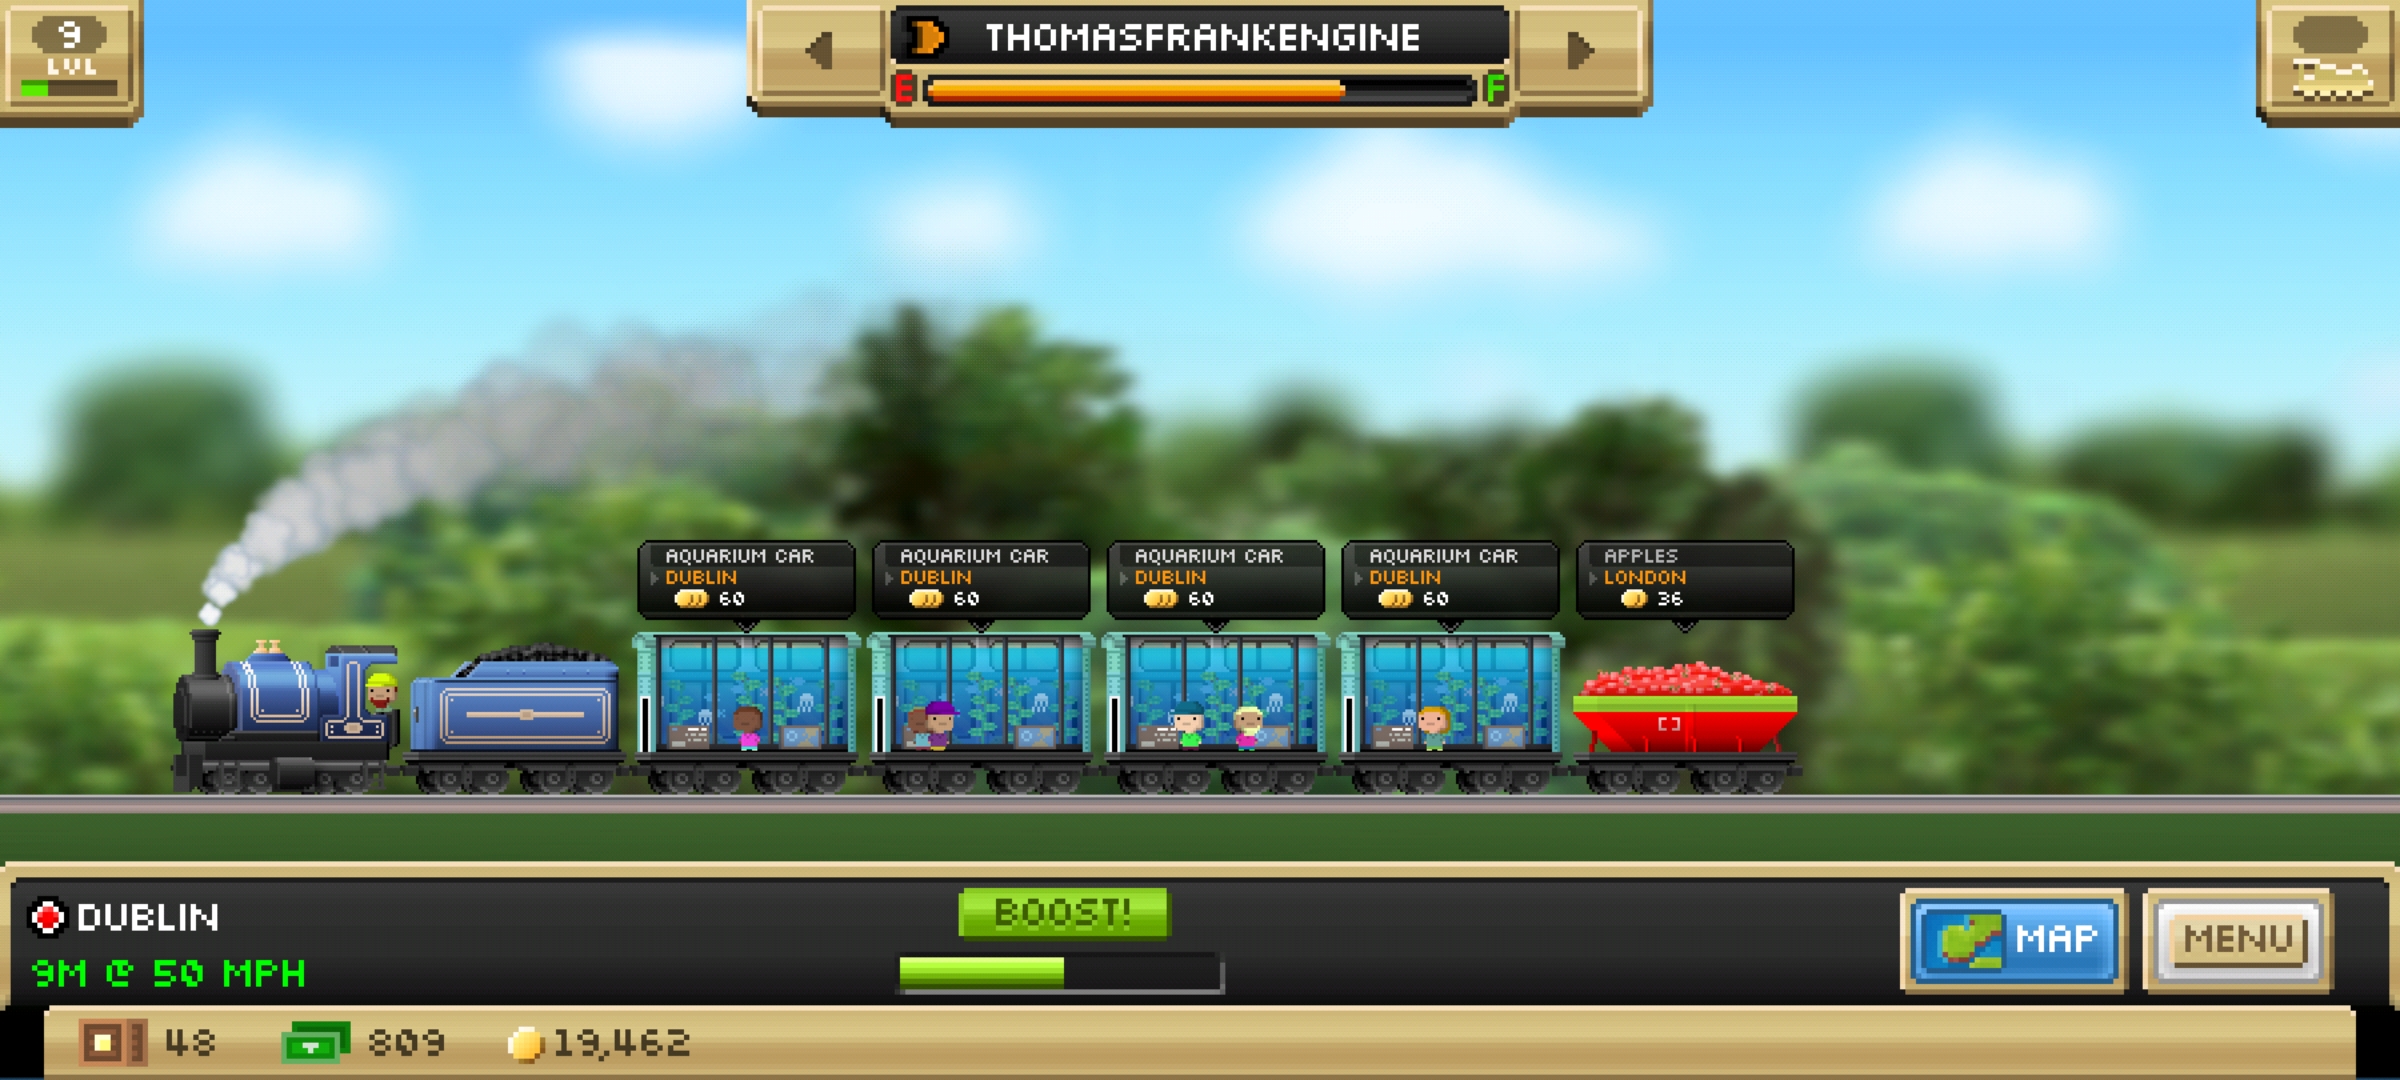 9
LVL
THOMASFRANKENGINE
E
F
AQUARIUM CAR
DUBLIN
60
AQUARIUM CAR
DUBLIN
60
AQUARIUM CAR
DUBLIN
60
AQUARIUM CAR
DUBLIN
60
APPLES
LONDON
36
DUBLIN
9M @ 50 MPH
BOOST!
MAP
MENU
48
809
19,462